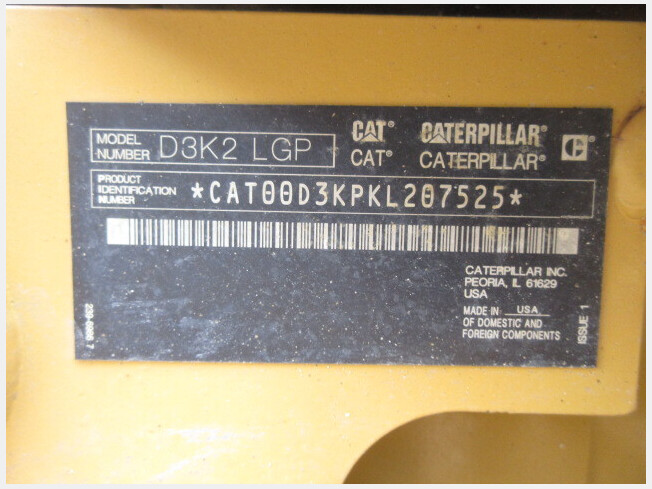 MODEL NUMBER D3K2 LGP
CAT® CATERPILLAR® C®
CAT® CATERPILLAR®
PRODUCT IDENTIFICATION NUMBER *CAT00D3KPKL207525*
CATERPILLAR INC.
PEORIA, IL 61629
USA
MADE IN USA
OF DOMESTIC AND
FOREIGN COMPONENTS
ISSUE 1